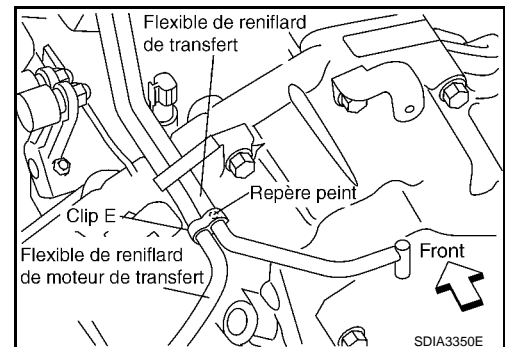 Flexible de reniflard
de transfert
Repère peint
Clip E
Flexible de reniflard
de moteur de transfert
Front
SDIA3350E